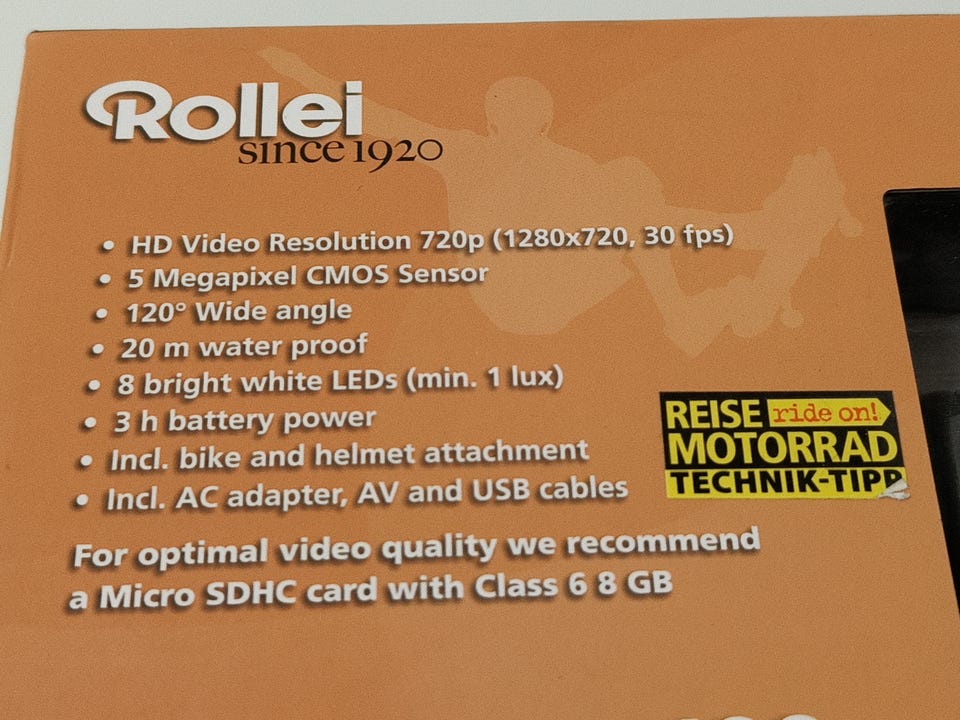 Rollei
since 1920
• HD Video Resolution 720p (1280x720, 30 fps)
• 5 Megapixel CMOS Sensor
• 120° Wide angle
• 20 m water proof
• 8 bright white LEDs (min. 1 lux)
• 3 h battery power
• Incl. bike and helmet attachment
• Incl. AC adapter, AV and USB cables
REISE ride on!
MOTORRAD
TECHNIK-TIPP
For optimal video quality we recommend
a Micro SDHC card with Class 6 8 GB